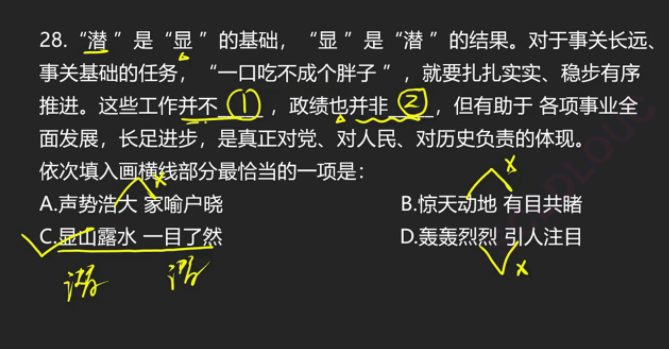 28.“潜”是“显”的基础，“显”是“潜”的结果。对于事关长远、
事关基础的任务，“一口吃不成个胖子”，就要扎扎实实、稳步有序
推进。这些工作并不 ① ，政绩也并非 ② ，但有助于 各项事业全
面发展，长足进步，是真正对党、对人民、对历史负责的体现。
依次填入画横线部分最恰当的一项是：
A.声势浩大 家喻户晓
B.惊天动地 有目共睹
C.显山露水 一目了然
D.轰轰烈烈 引人注目
潜 潜